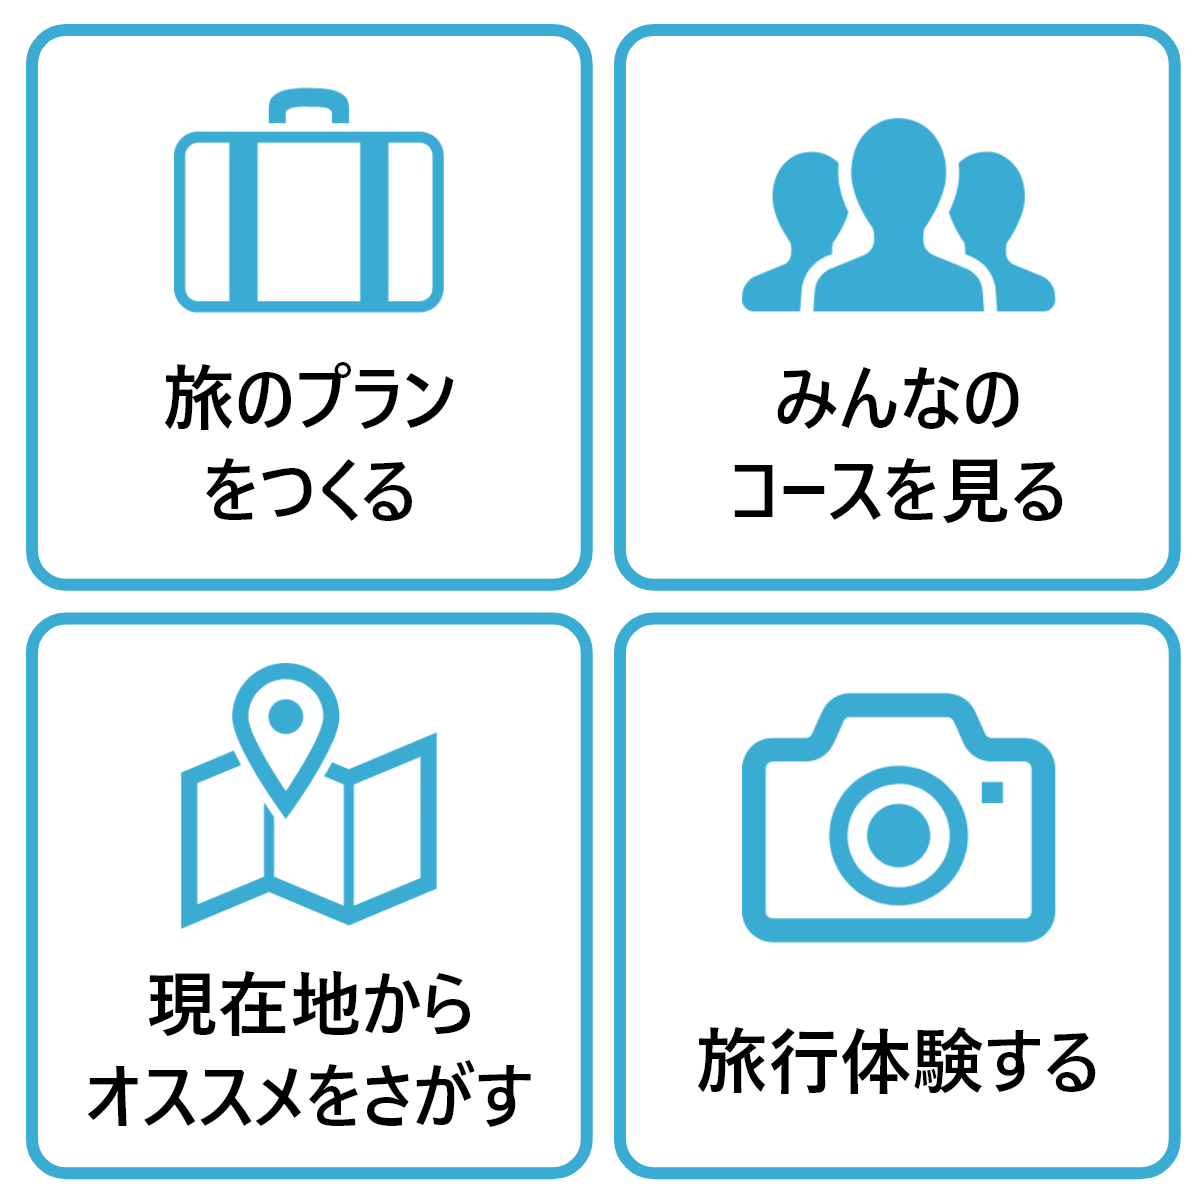 旅のプラン
をつくる
みんなの
コースを見る
現在地から
オススメをさがす
旅行体験する